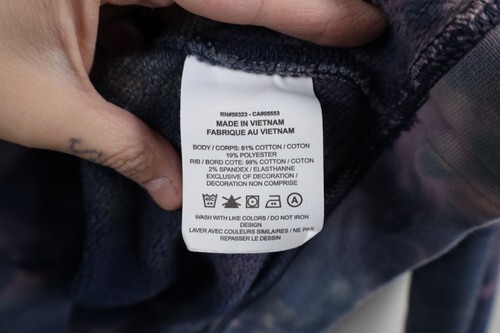 RN#56323 - CA#05553
MADE IN VIETNAM
FABRIQUE AU VIETNAM
BODY / CORPS: 81% COTTON / COTON
19% POLYESTER
RIB / BORD COTE: 98% COTTON / COTON
2% SPANDEX / ELASTHANNE
EXCLUSIVE OF DECORATION /
DECORATION NON COMPRISE
A
WASH WITH LIKE COLORS / DO NOT IRON
DESIGN
LAVER AVEC COULEURS SIMILAIRES / NE PAS
REPASSER LE DESSIN